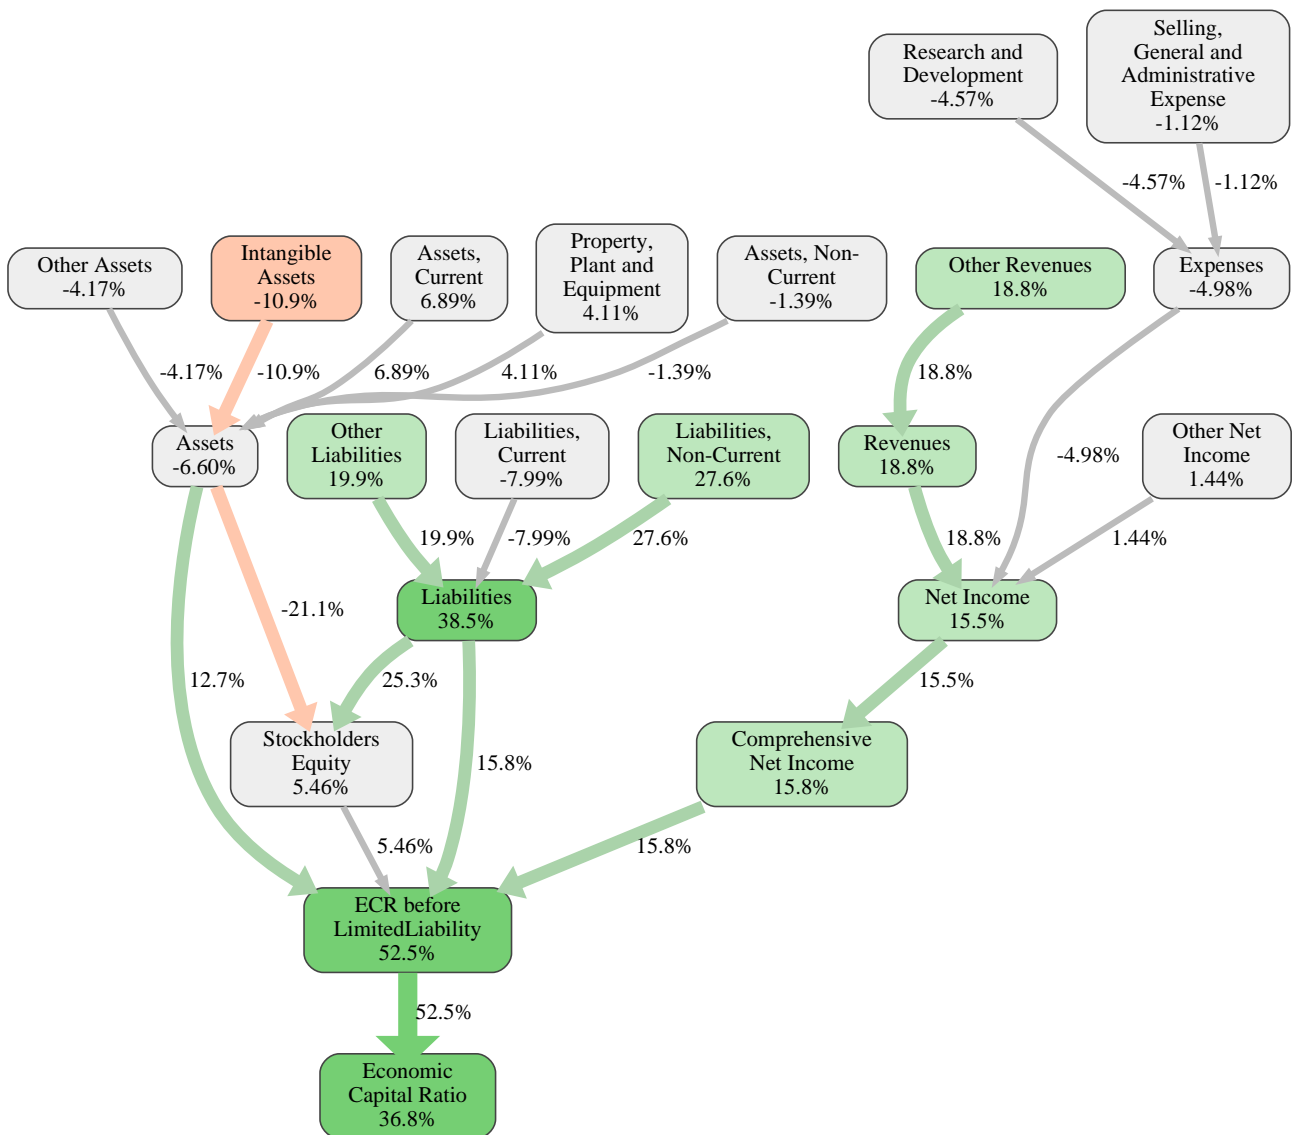 Research and
Development
-4.57%
Selling,
General and
Administrative
Expense
-1.12%
-4.57%
-1.12%
Other Assets
-4.17%
Intangible
Assets
-10.9%
Assets,
Current
6.89%
Property,
Plant and
Equipment
4.11%
Assets, Non-
Current
-1.39%
Other Revenues
18.8%
Expenses
-4.98%
-4.17%
-10.9%
6.89%
4.11%
-1.39%
18.8%
Assets
-6.60%
Other
Liabilities
19.9%
Liabilities,
Current
-7.99%
Liabilities,
Non-Current
27.6%
Revenues
18.8%
-4.98%
Other Net
Income
1.44%
19.9%
-7.99%
27.6%
18.8%
1.44%
Liabilities
38.5%
Net Income
15.5%
-21.1%
12.7%
25.3%
15.5%
Stockholders
Equity
5.46%
15.8%
Comprehensive
Net Income
15.8%
5.46%
15.8%
ECR before
LimitedLiability
52.5%
52.5%
Economic
Capital Ratio
36.8%